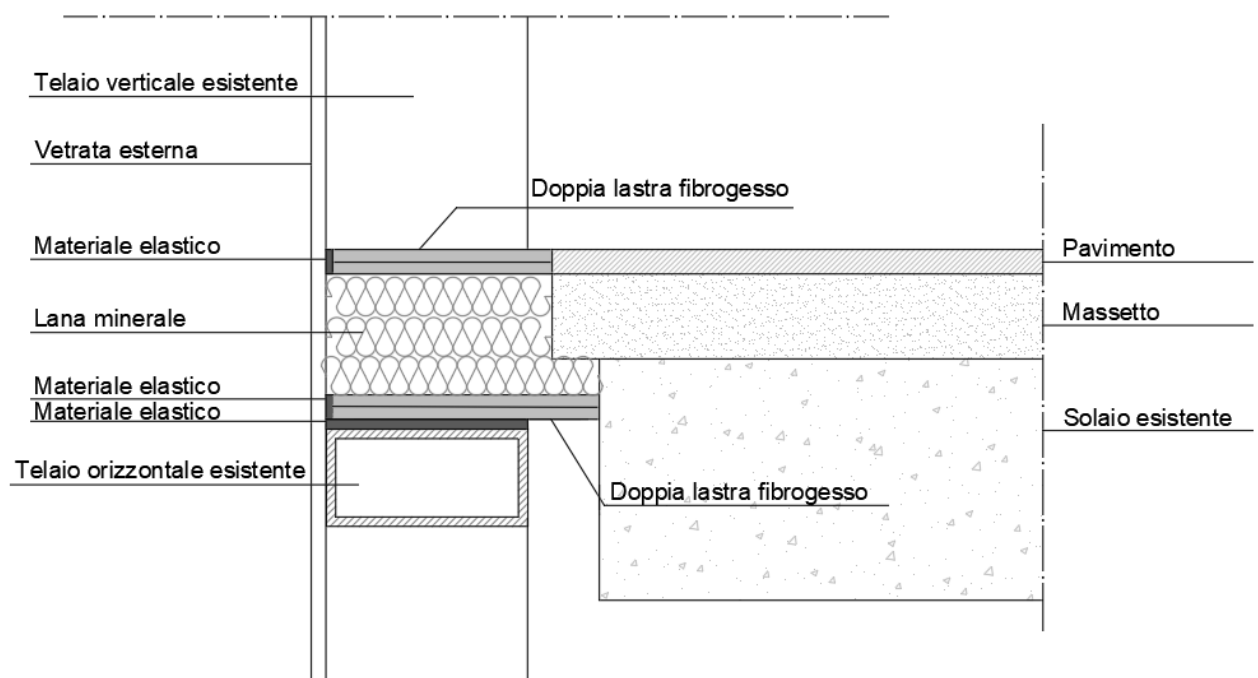 Telaio verticale esistente
Vetrata esterna
Doppia lastra fibrogesso
Materiale elastico
Pavimento
Lana minerale
Massetto
Materiale elastico
Materiale elastico
Solaio esistente
Telaio orizzontale esistente
Doppia lastra fibrogesso